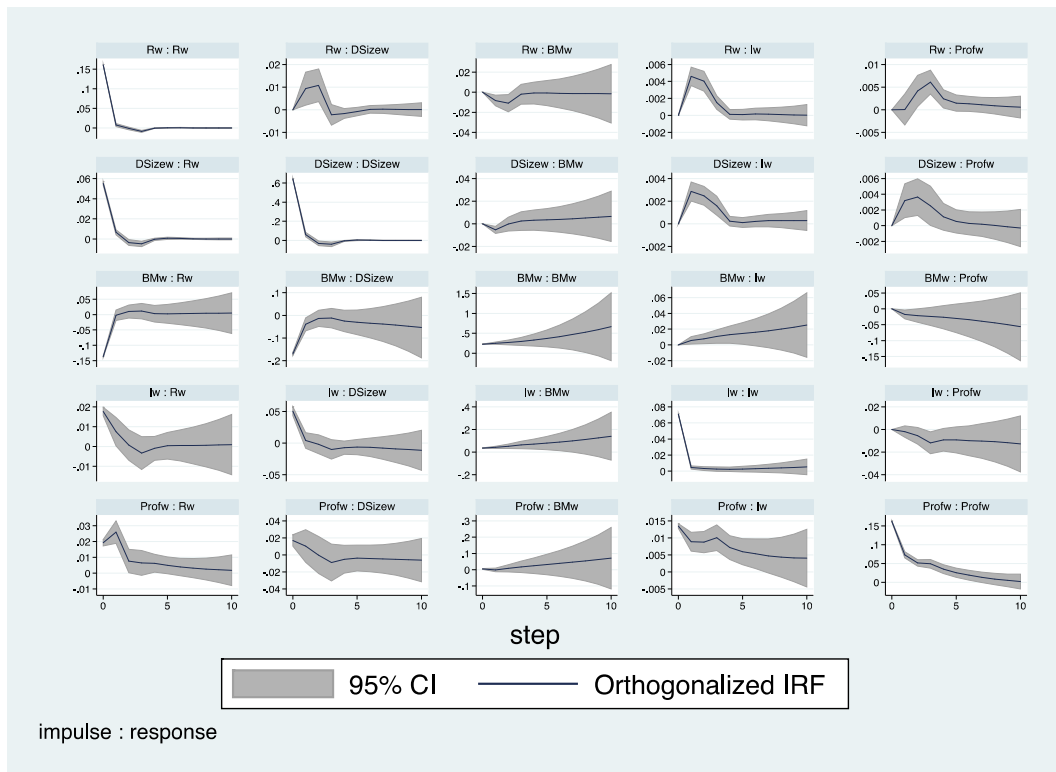 Rw : Rw Rw : DSizew Rw : BMw Rw : Iw Rw : Profw
.15 .1 .05 0
.02 .01 0 -.01
.02 0 -.02 -.04
.006 .004 .002 0 -.002
.01 .005 0 -.005
DSizew : Rw DSizew : DSizew DSizew : BMw DSizew : Iw DSizew : Profw
.06 .04 .02 0
.6 .4 .2 0
.04 .02 0 -.02
.004 .002 0 -.002
.006 .004 .002 0 -.002
BMw : Rw BMw : DSizew BMw : BMw BMw : Iw BMw : Profw
.05 0 -.05 -.1 -.15
.1 0 -.1 -.2
1.5 1 .5 0
.06 .04 .02 0 -.02
.05 0 -.05 -.1 -.15
Iw : Rw Iw : DSizew Iw : BMw Iw : Iw Iw : Profw
.02 .01 0 -.01
.05 0 -.05
.4 .2 0 -.2
.08 .06 .04 .02 0
.02 0 -.02 -.04
Profw : Rw Profw : DSizew Profw : BMw Profw : Iw Profw : Profw
.03 .02 .01 0 -.01
.04 .02 0 -.02 -.04
.3 .2 .1 0 -.1
.015 .01 .005 0 -.005
.15 .1 .05 0
0 5 10 0 5 10 0 5 10 0 5 10 0 5 10
step
95% CI Orthogonalized IRF
impulse : response